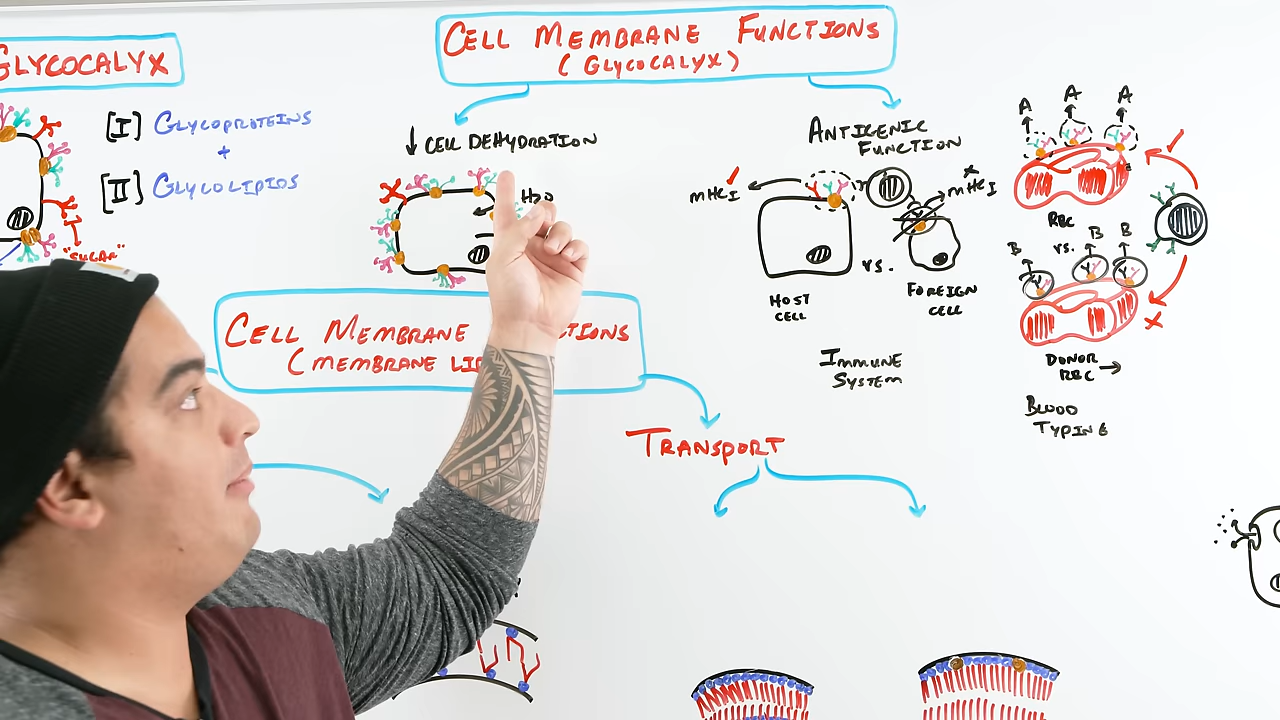 GLYCOCALYX
[I] GLYCOPROTEINS
+
[II] GLYCOLIPIDS
"SUGAR"
CELL MEMBRANE FUNCTIONS
(GLYCOCALYX)
↓ CELL DEHYDRATION
H2O
ANTIGENIC
FUNCTION
MHC I
MHC I
vs.
HOST
CELL
FOREIGN
CELL
IMMUNE
SYSTEM
A A A
RBC
vs.
B B B
DONOR
RBC →
BLOOD
TYPING
CELL MEMBRANE
(MEMBRANE
TRANSPORT